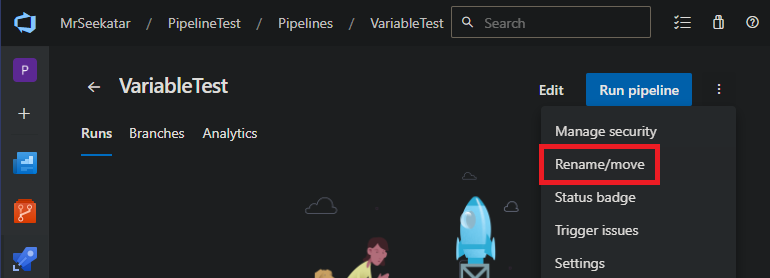 MrSeekatar / PipelineTest / Pipelines / VariableTest Search
P
VariableTest Edit Run pipeline
Runs Branches Analytics
Manage security
Rename/move
Status badge
Trigger issues
Settings